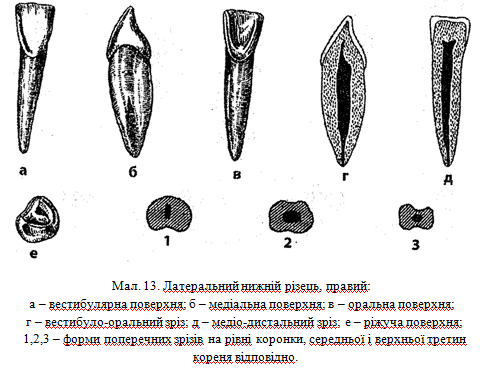 а
б
в
г
д
е
1
2
3
Мал. 13. Латеральний нижній різець, правий:
а – вестибулярна поверхня; б – медіальна поверхня; в – оральна поверхня;
г – вестибуло-оральний зріз; д – медіо-дистальний зріз; е – ріжуча поверхня;
1,2,3 – форми поперечних зрізів на рівні коронки, середньої і верхньої третин
кореня відповідно.